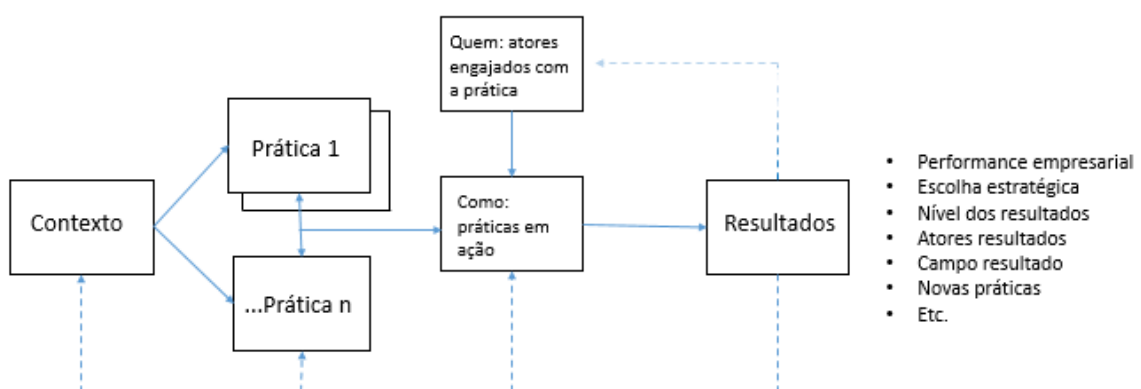 Quem: atores
engajados com
a prática
Prática 1
Contexto
Como:
práticas em
ação
...Prática n
Resultados
• Performance empresarial
• Escolha estratégica
• Nível dos resultados
• Atores resultados
• Campo resultado
• Novas práticas
• Etc.